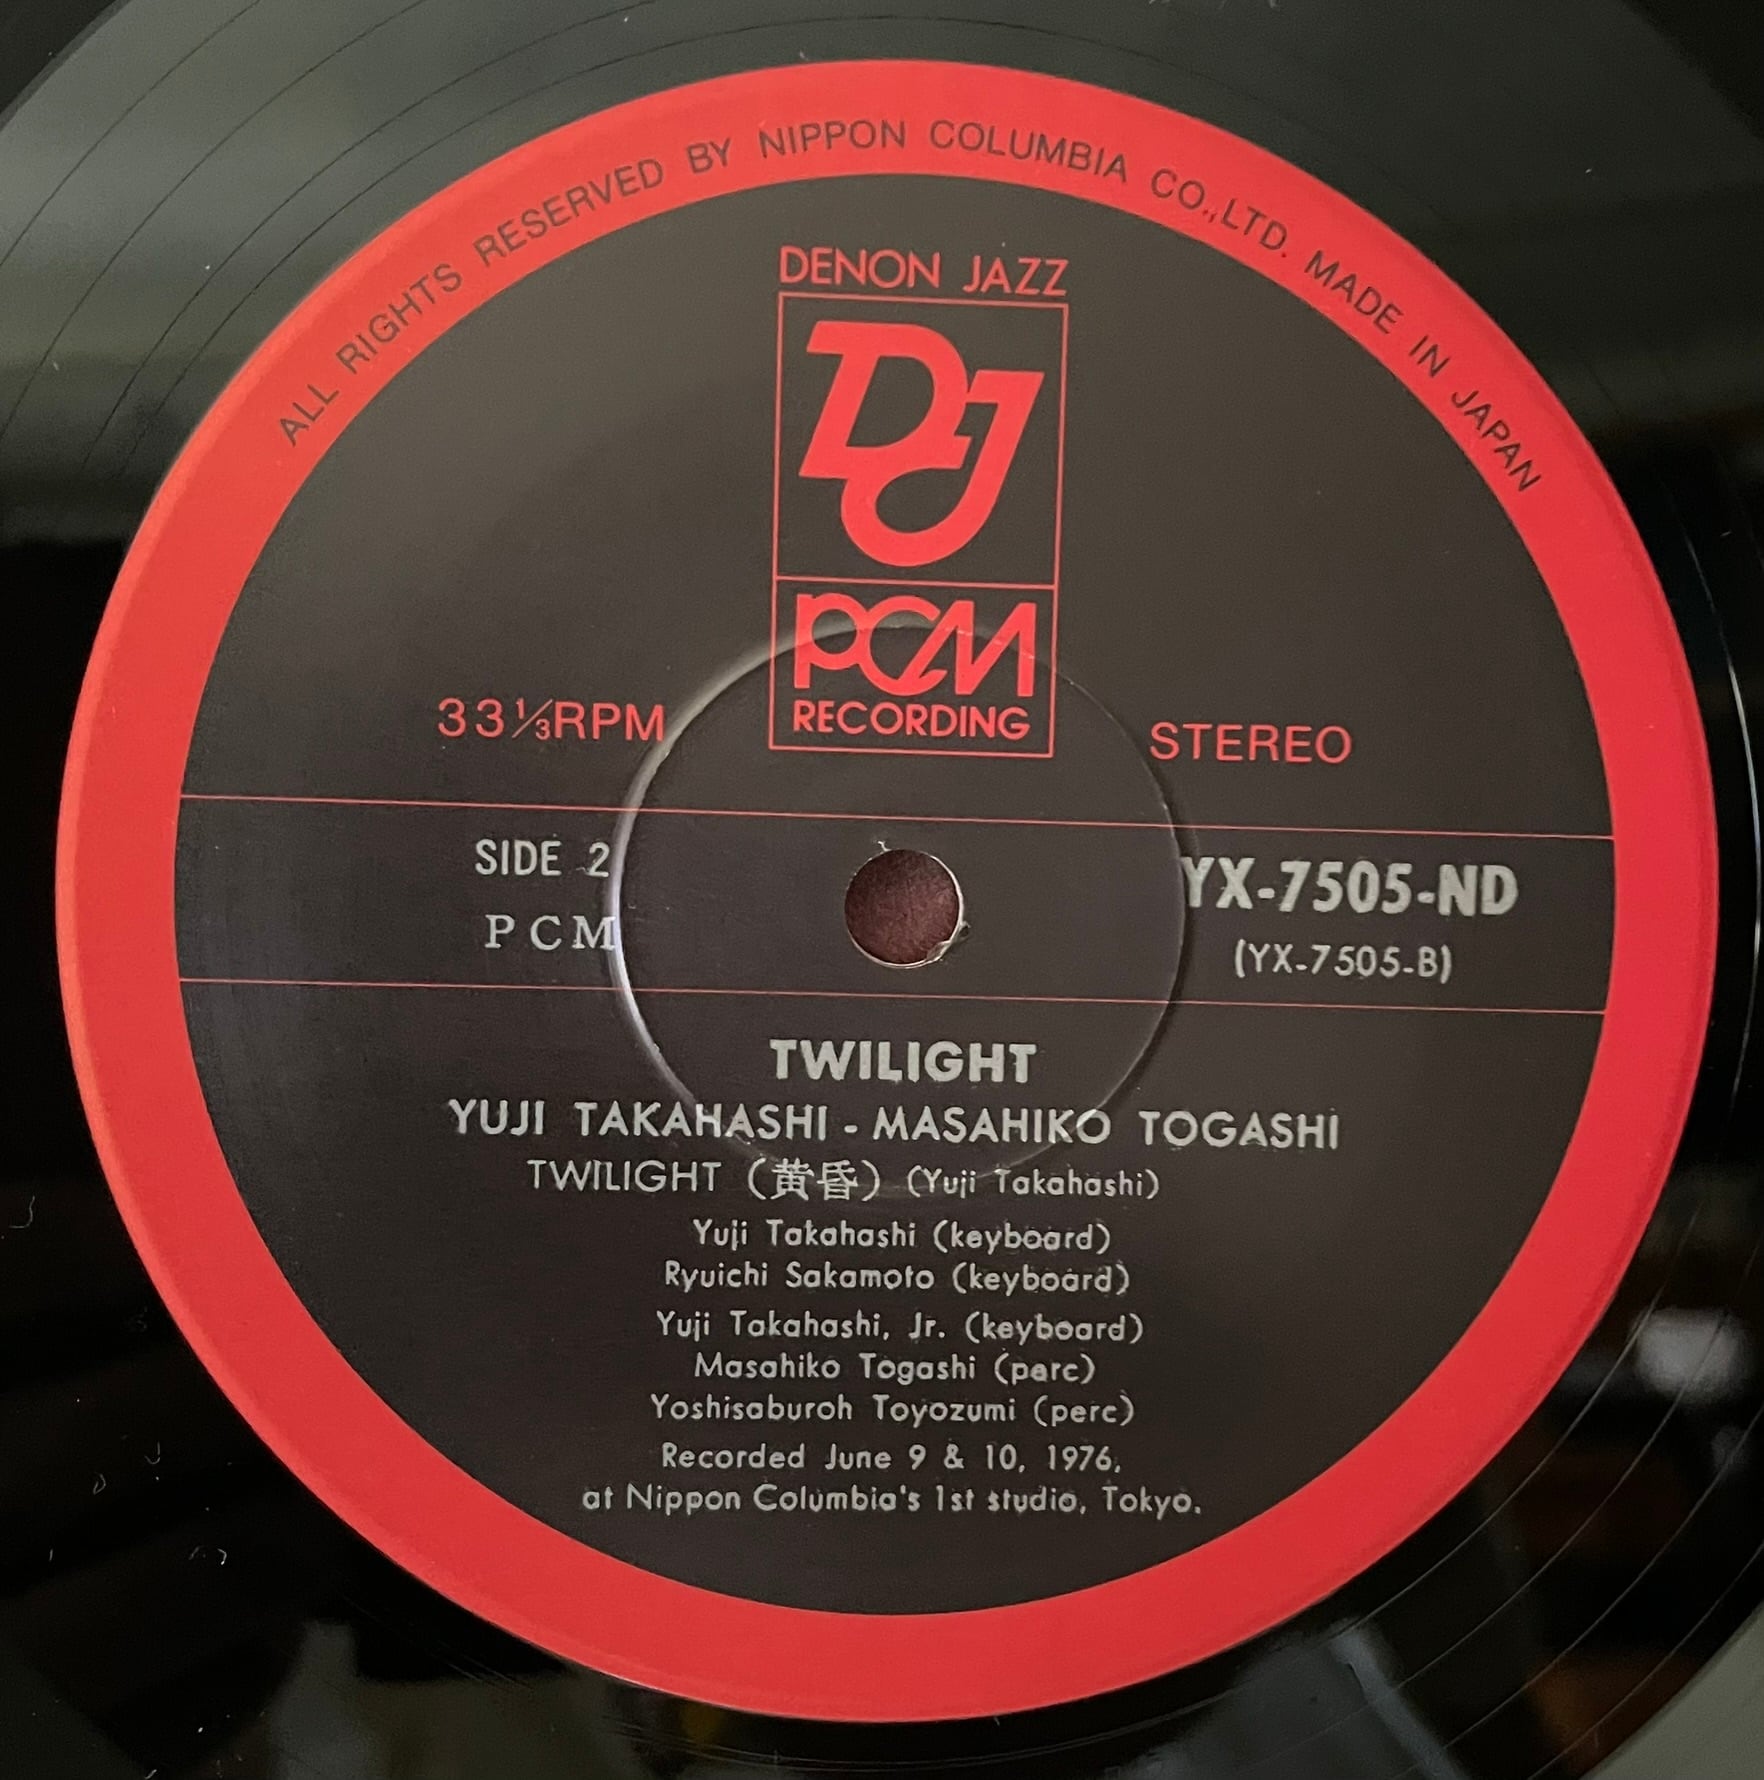 ALL RIGHTS RESERVED BY NIPPON COLUMBIA CO.,LTD. MADE IN JAPAN
DENON JAZZ
DJ
PCM
RECORDING
33⅓RPM
STEREO
SIDE 2
YX-7505-ND
PCM
(YX-7505-B)
TWILIGHT
YUJI TAKAHASHI - MASAHIKO TOGASHI
TWILIGHT (黄昏) (Yuji Takahashi)
Yuji Takahashi (keyboard)
Ryuichi Sakamoto (keyboard)
Yuji Takahashi, Jr. (keyboard)
Masahiko Togashi (perc)
Yoshisaburoh Toyozumi (perc)
Recorded June 9 & 10, 1976,
at Nippon Columbia's 1st studio, Tokyo.